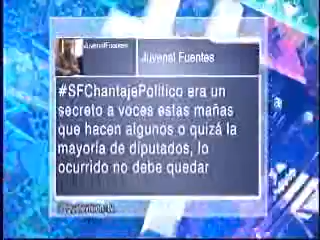 JuvenalFuentes
Juvenal Fuentes
#SFChantajePolitico era un
secreto a voces estas mañas
que hacen algunos o quizá la
mayoría de diputados, lo
ocurrido no debe quedar